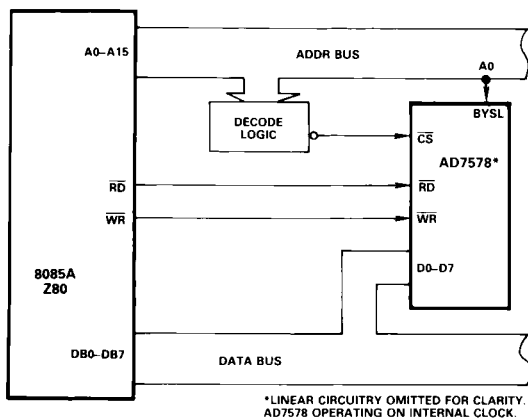 A0–A15
ADDR BUS
A0
BYSL
DECODE
LOGIC
CS
AD7578*
RD
RD
WR
WR
8085A
Z80
D0–D7
DB0–DB7
DATA BUS
*LINEAR CIRCUITRY OMITTED FOR CLARITY.
AD7578 OPERATING ON INTERNAL CLOCK.